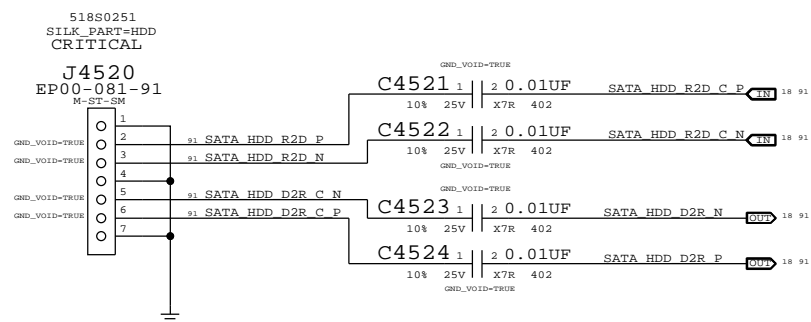 518S0251
SILK_PART=HDD
CRITICAL
J4520
EP00-081-91
M-ST-SM
1
GND_VOID=TRUE 2 91 SATA_HDD_R2D_P
GND_VOID=TRUE 3 91 SATA_HDD_R2D_N
4
GND_VOID=TRUE 5 91 SATA_HDD_D2R_C_N
GND_VOID=TRUE 6 91 SATA_HDD_D2R_C_P
7
GND_VOID=TRUE
C4521 1 2 0.01UF SATA_HDD_R2D_C_P IN 18 91
10% 25V X7R 402
C4522 1 2 0.01UF SATA_HDD_R2D_C_N IN 18 91
10% 25V X7R 402
GND_VOID=TRUE
GND_VOID=TRUE
C4523 1 2 0.01UF SATA_HDD_D2R_N OUT 18 91
10% 25V X7R 402
C4524 1 2 0.01UF SATA_HDD_D2R_P OUT 18 91
10% 25V X7R 402
GND_VOID=TRUE